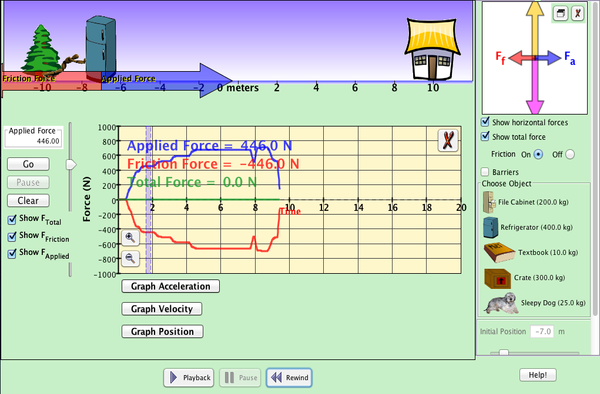 Friction Force
Applied Force
-10 -8 -6 -4 -2 0 meters 2 4 6 8 10
Applied Force
446.00 N
Go
Pause
Clear
Show FTotal
Show FFriction
Show FApplied
Force (N)
1000
800
600
400
200
-200
-400
-600
-800
-1000
Applied Force = 446.0 N
Friction Force = -446.0 N
Total Force = 0.0 N
Time
2 4 6 8 10 12 14 16 18 20
Graph Acceleration
Graph Velocity
Graph Position
Playback
Pause
Rewind
Ff
Fa
Show horizontal forces
Show total force
Friction On Off
Barriers
Choose Object
File Cabinet (200.0 kg)
Refrigerator (400.0 kg)
Textbook (10.0 kg)
Crate (300.0 kg)
Sleepy Dog (25.0 kg)
Initial Position -7.0 m
Help!